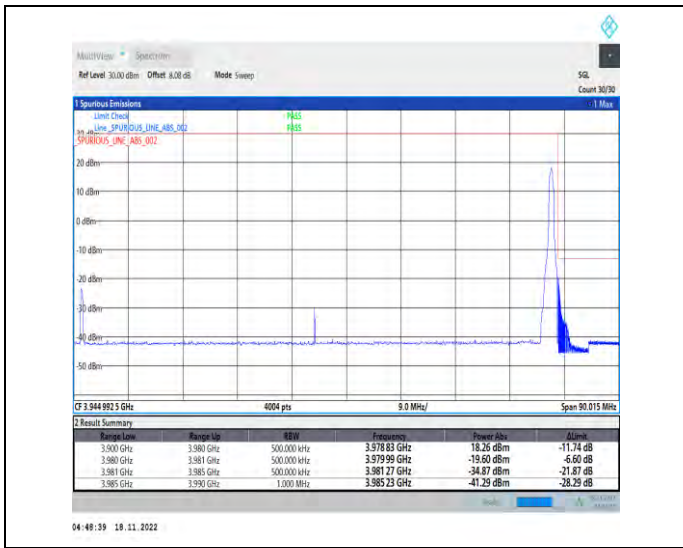 MultiView Spectrum
Ref Level 30.00 dBm Offset 8.08 dB Mode Sweep SGL
Count 30/30
1 Spurious Emissions 1 Max
Limit Check PASS
Line _SPURIOUS_LINE_ABS_002 PASS
_SPURIOUS_LINE_ABS_002
20 dBm
10 dBm
0 dBm
-10 dBm
-20 dBm
-30 dBm
-40 dBm
-50 dBm
CF 3.944 992 5 GHz 4004 pts 9.0 MHz/ Span 90.015 MHz
2 Result Summary
Range Low Range Up RBW Frequency Power Abs ΔLimit
3.900 GHz 3.980 GHz 500.000 kHz 3.978 83 GHz 18.26 dBm -11.74 dB
3.980 GHz 3.981 GHz 500.000 kHz 3.979 99 GHz -19.60 dBm -6.60 dB
3.981 GHz 3.985 GHz 500.000 kHz 3.981 27 GHz -34.87 dBm -21.87 dB
3.985 GHz 3.990 GHz 1.000 MHz 3.985 23 GHz -41.29 dBm -28.29 dB
04:48:39 18.11.2022